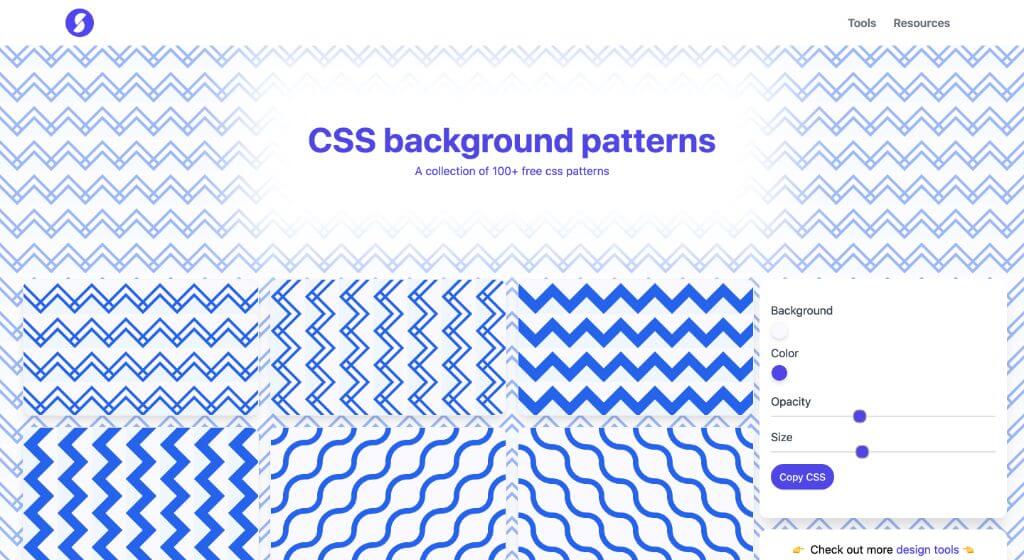 Tools Resources
CSS background patterns
A collection of 100+ free css patterns
Background
Color
Opacity
Size
Copy CSS
👉 Check out more design tools 👈